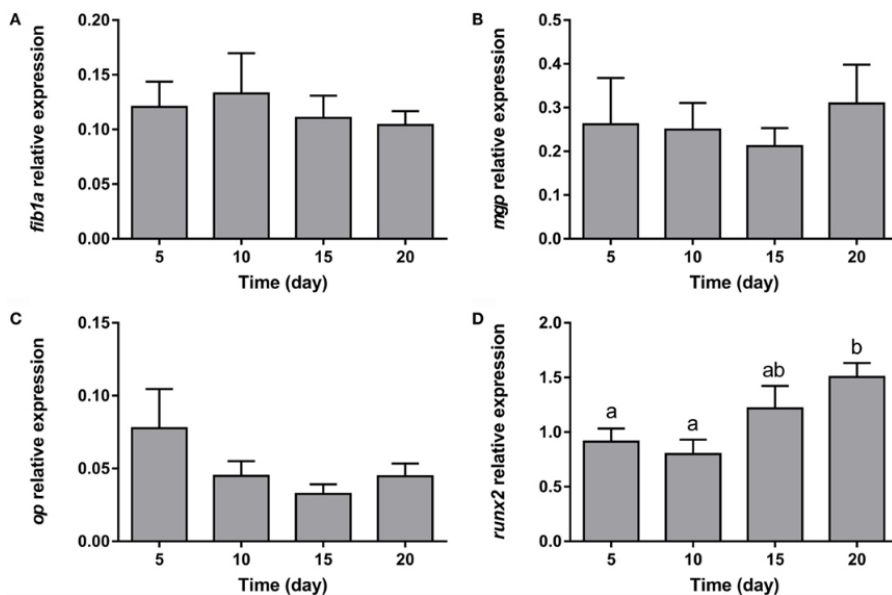 A
fib1a relative expression
0.20
0.15
0.10
0.05
0.00
5 10 15 20
Time (day)
B
mgp relative expression
0.5
0.4
0.3
0.2
0.1
0.0
5 10 15 20
Time (day)
C
op relative expression
0.15
0.10
0.05
0.00
5 10 15 20
Time (day)
D
runx2 relative expression
2.0
1.5
1.0
0.5
0.0
a a ab b
5 10 15 20
Time (day)